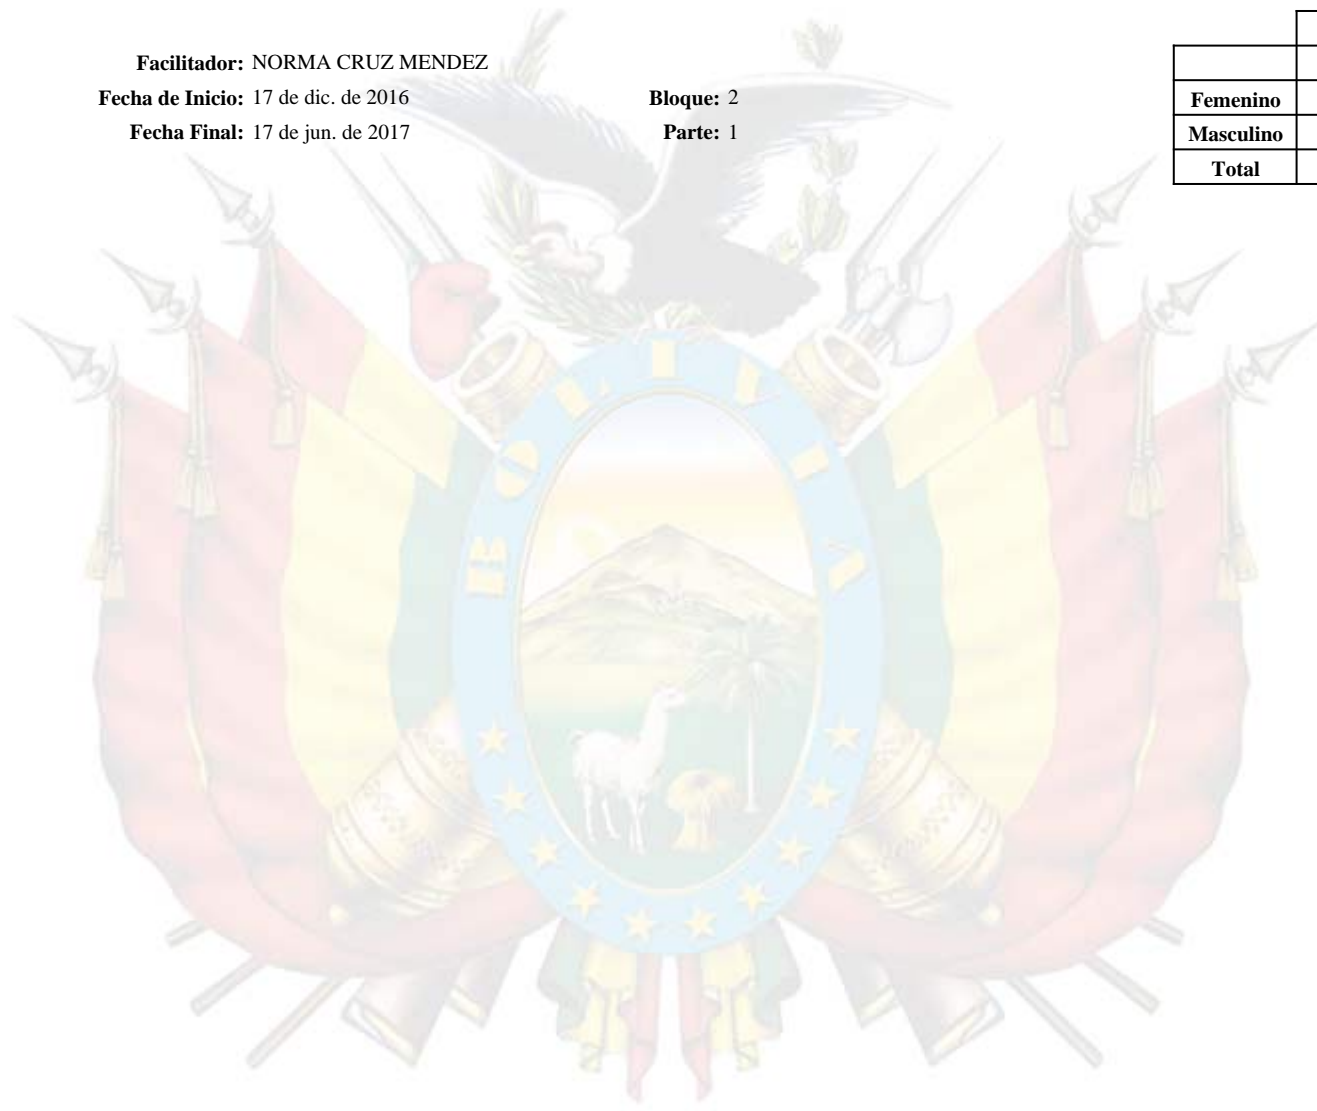 Facilitador: NORMA CRUZ MENDEZ
Fecha de Inicio: 17 de dic. de 2016 Bloque: 2
Fecha Final: 17 de jun. de 2017 Parte: 1
Femenino
Masculino
Total
BOLIVIA